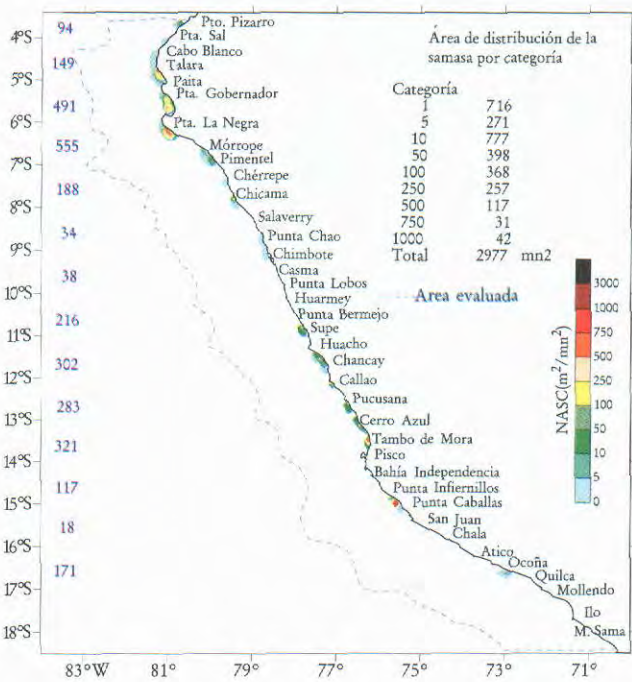 Área de distribución de la
samasa por categoría
Categoría
1 716
5 271
10 777
50 398
100 368
250 257
500 117
750 31
1000 42
Total 2977 mn2
Area evaluada
NASC(m²/mn²)
3000
1000
750
500
250
100
50
10
5
0
Pto. Pizarro
Pta. Sal
Cabo Blanco
Talara
Paita
Pta. Gobernador
Pta. La Negra
Mórrope
Pimentel
Chérrepe
Chicama
Salaverry
Punta Chao
Chimbote
Casma
Punta Lobos
Huarmey
Punta Bermejo
Supe
Huacho
Chancay
Callao
Pucusana
Cerro Azul
Tambo de Mora
Pisco
Bahía Independencia
Punta Infiernillos
Punta Caballas
San Juan
Chala
Atico
Ocoña
Quilca
Mollendo
Ilo
M. Sama
94
149
491
555
188
34
38
216
302
283
321
117
18
171
4°S
5°S
6°S
7°S
8°S
9°S
10°S
11°S
12°S
13°S
14°S
15°S
16°S
17°S
18°S
83°W 81° 79° 77° 75° 73° 71°